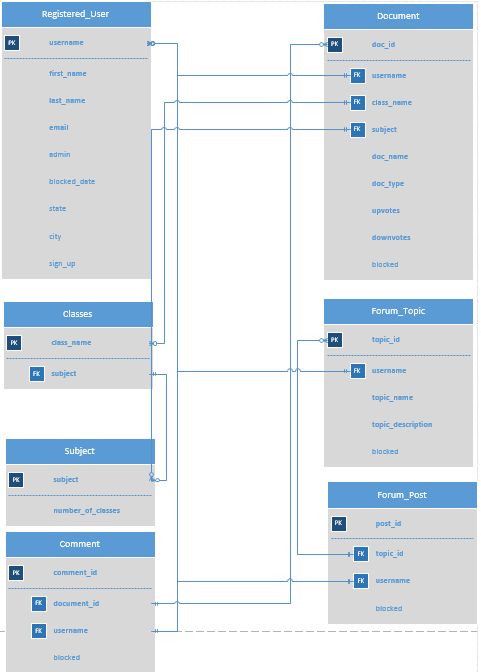 Registered_User
PK username
first_name
last_name
email
admin
blocked_date
state
city
sign_up
Classes
PK class_name
FK subject
Subject
PK subject
number_of_classes
Comment
PK comment_id
FK document_id
FK username
blocked
Document
PK doc_id
FK username
FK class_name
FK subject
doc_name
doc_type
upvotes
downvotes
blocked
Forum_Topic
PK topic_id
FK username
topic_name
topic_description
blocked
Forum_Post
PK post_id
FK topic_id
FK username
blocked